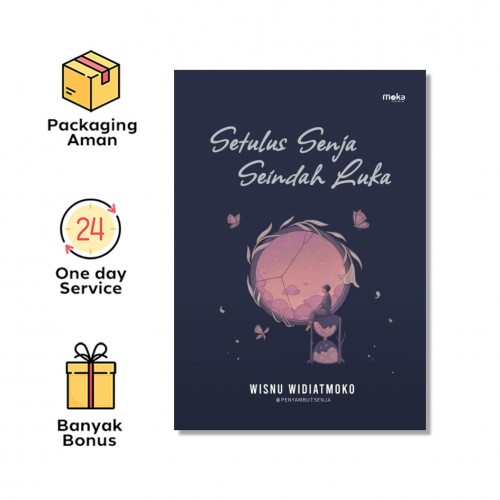 Packaging
Aman
24
One day
Service
Banyak
Bonus
moka
Setulus Senja
Seindah Luka
WISNU WIDIATMOKO
@PENYAMBUTSENJA